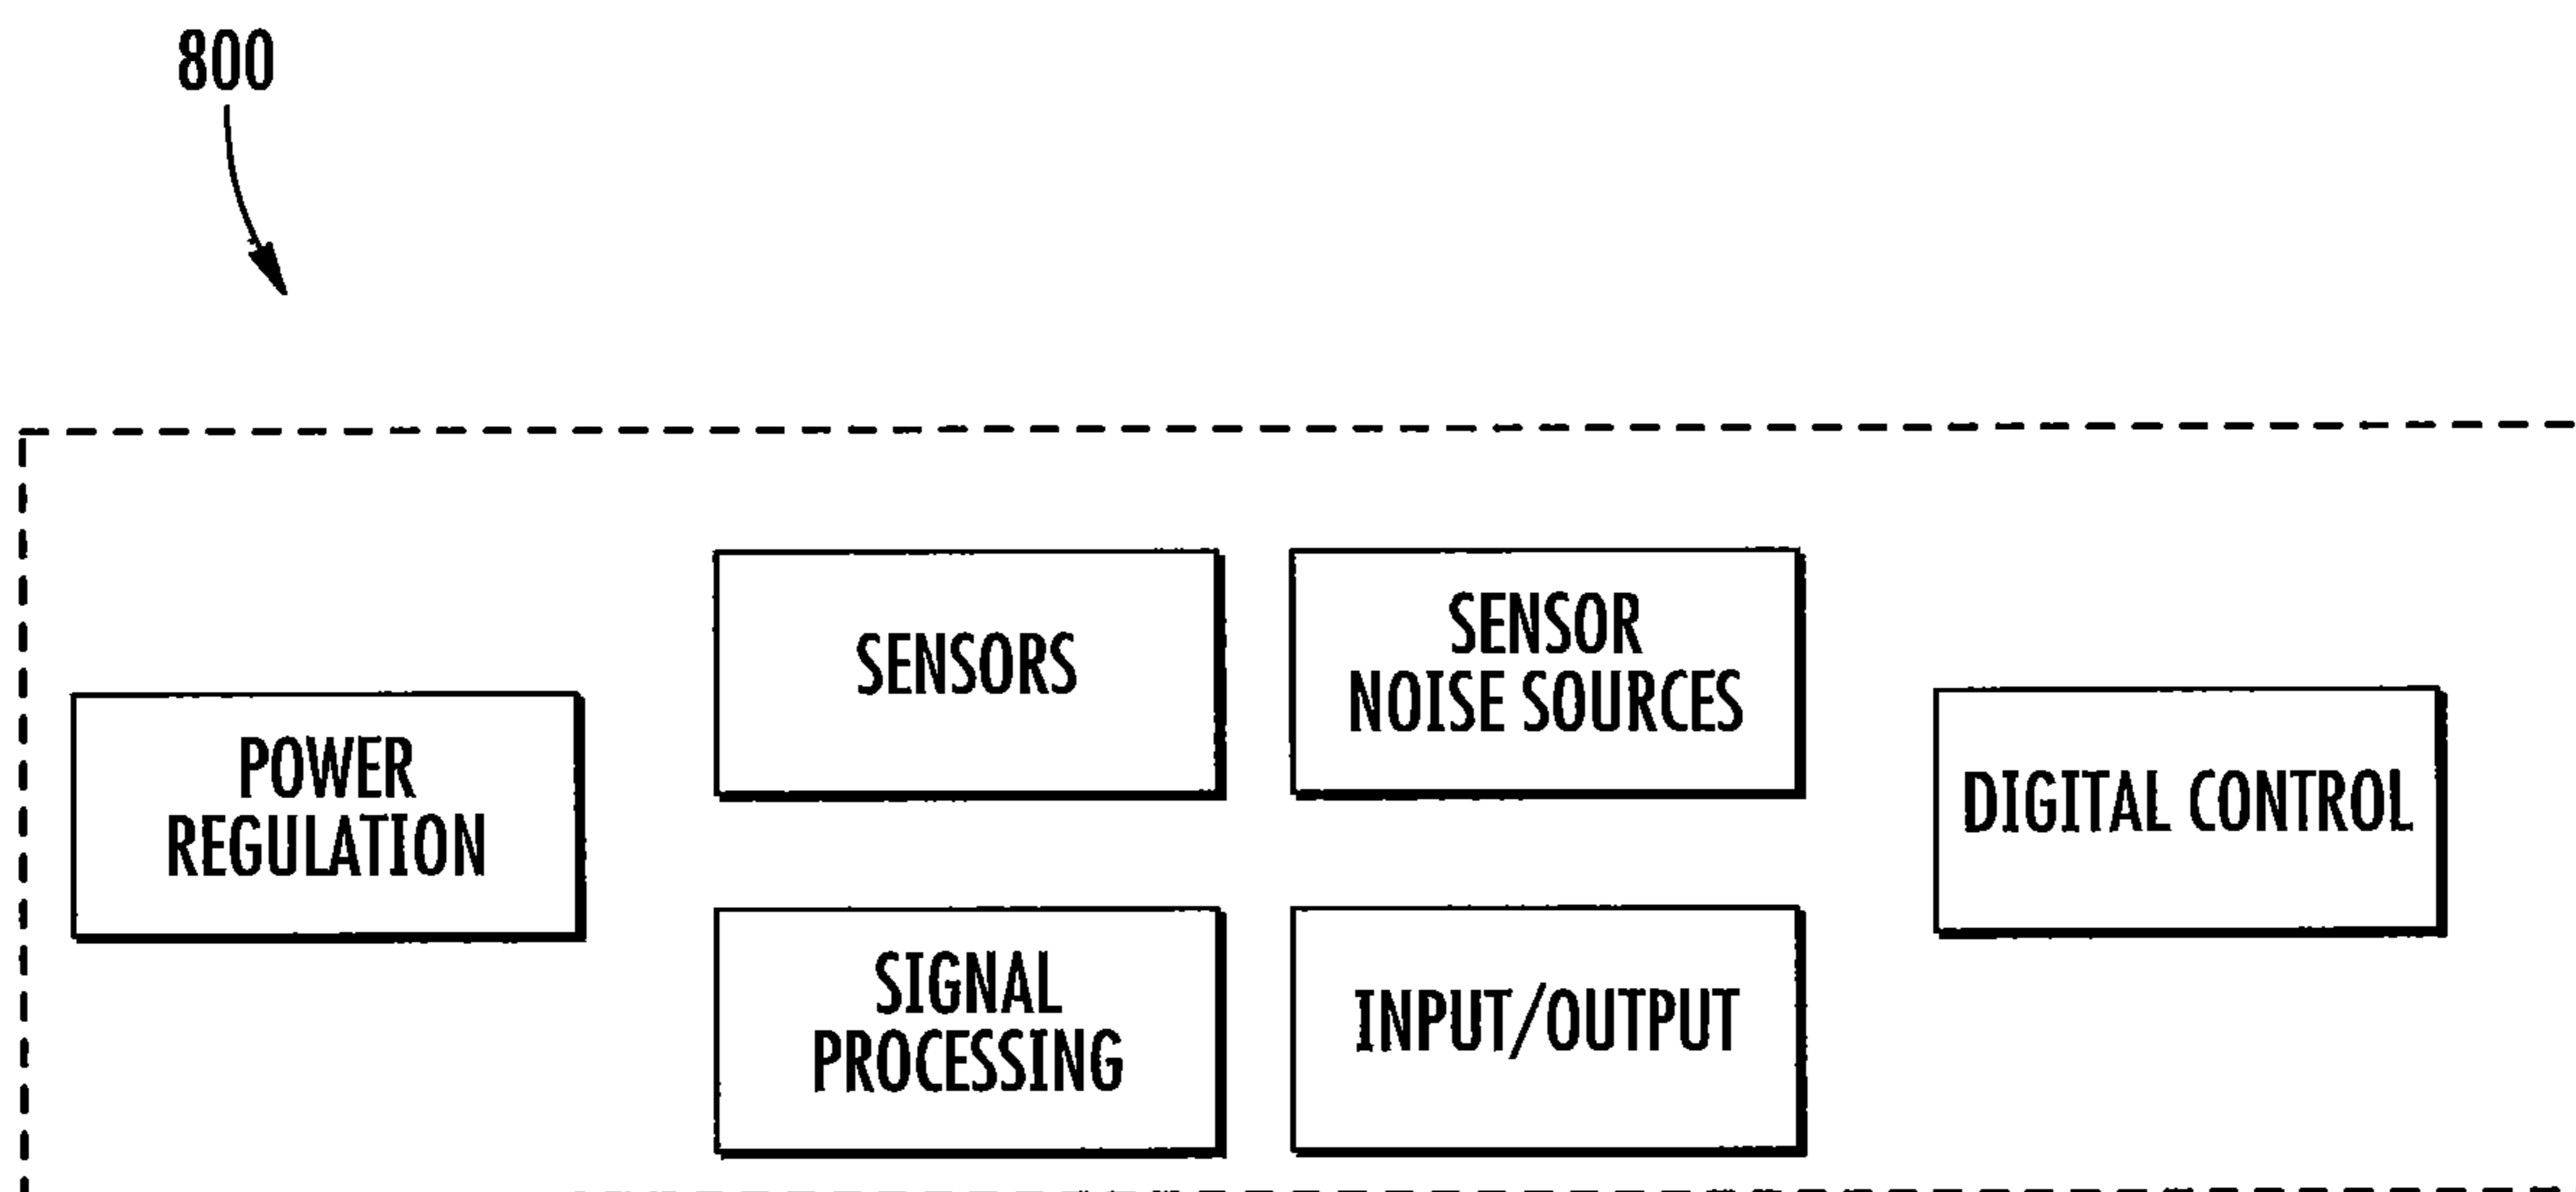 800
SENSORS
SENSOR
NOISE SOURCES
POWER
REGULATION
DIGITAL CONTROL
SIGNAL
PROCESSING
INPUT/OUTPUT